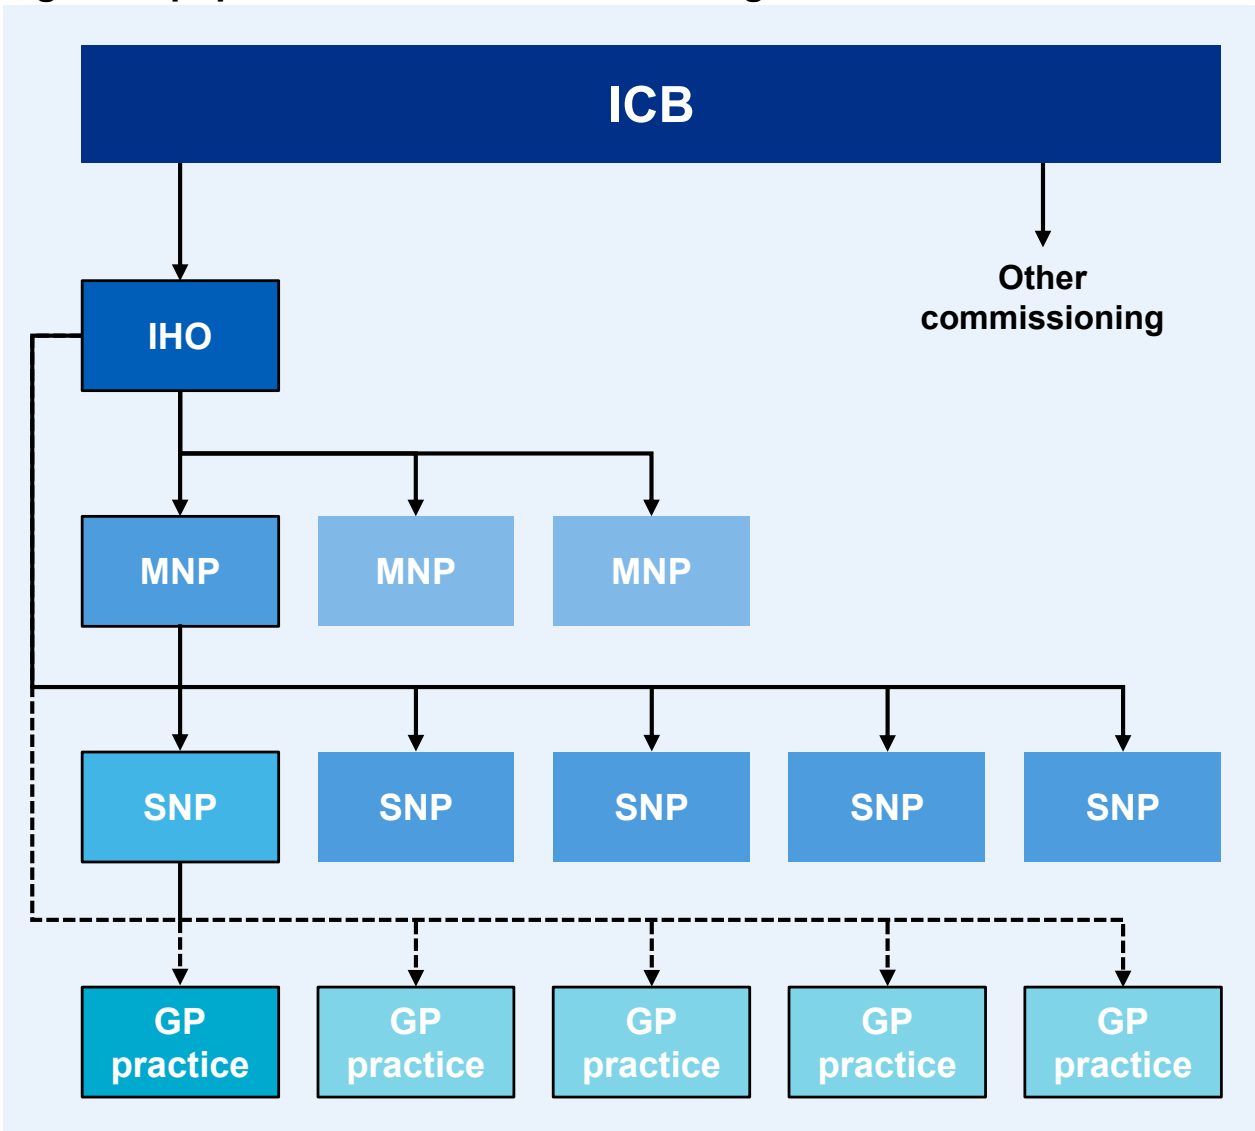 ICB
Other
commissioning
IHO
MNP
MNP
MNP
SNP
SNP
SNP
SNP
SNP
GP
practice
GP
practice
GP
practice
GP
practice
GP
practice